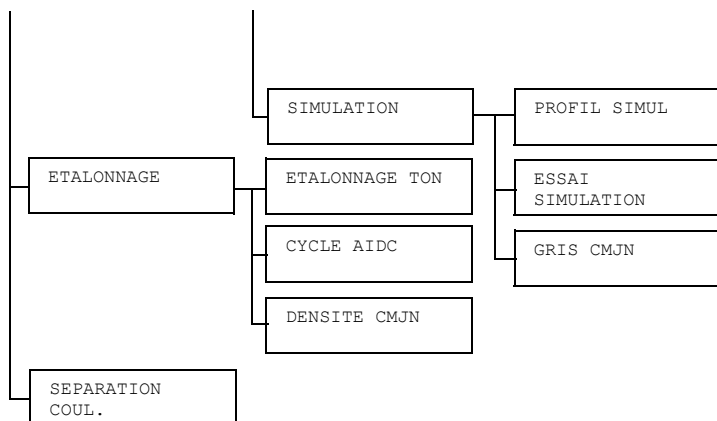 SIMULATION
PROFIL SIMUL
ETALONNAGE
ETALONNAGE TON
ESSAI
SIMULATION
CYCLE AIDC
GRIS CMJN
DENSITE CMJN
SEPARATION
COUL.